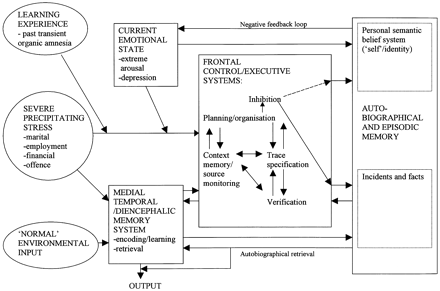 LEARNING
EXPERIENCE
- past transient
organic amnesia
CURRENT
EMOTIONAL
STATE
-extreme
arousal
-depression
Negative feedback loop
Personal semantic
belief system
('self'/identity)
FRONTAL
CONTROL/EXECUTIVE
SYSTEMS:
Inhibition
Planning/organisation
Context
memory/
source
monitoring
Trace
specification
Verification
SEVERE
PRECIPITATING
STRESS
- marital
- employment
- financial
- offence
AUTO-
BIOGRAPHICAL
AND EPISODIC
MEMORY
MEDIAL
TEMPORAL
/DIENCEPHALIC
MEMORY
SYSTEM
-encoding/learning
-retrieval
Incidents and facts
'NORMAL'
ENVIRONMENTAL
INPUT
Autobiographical retrieval
OUTPUT